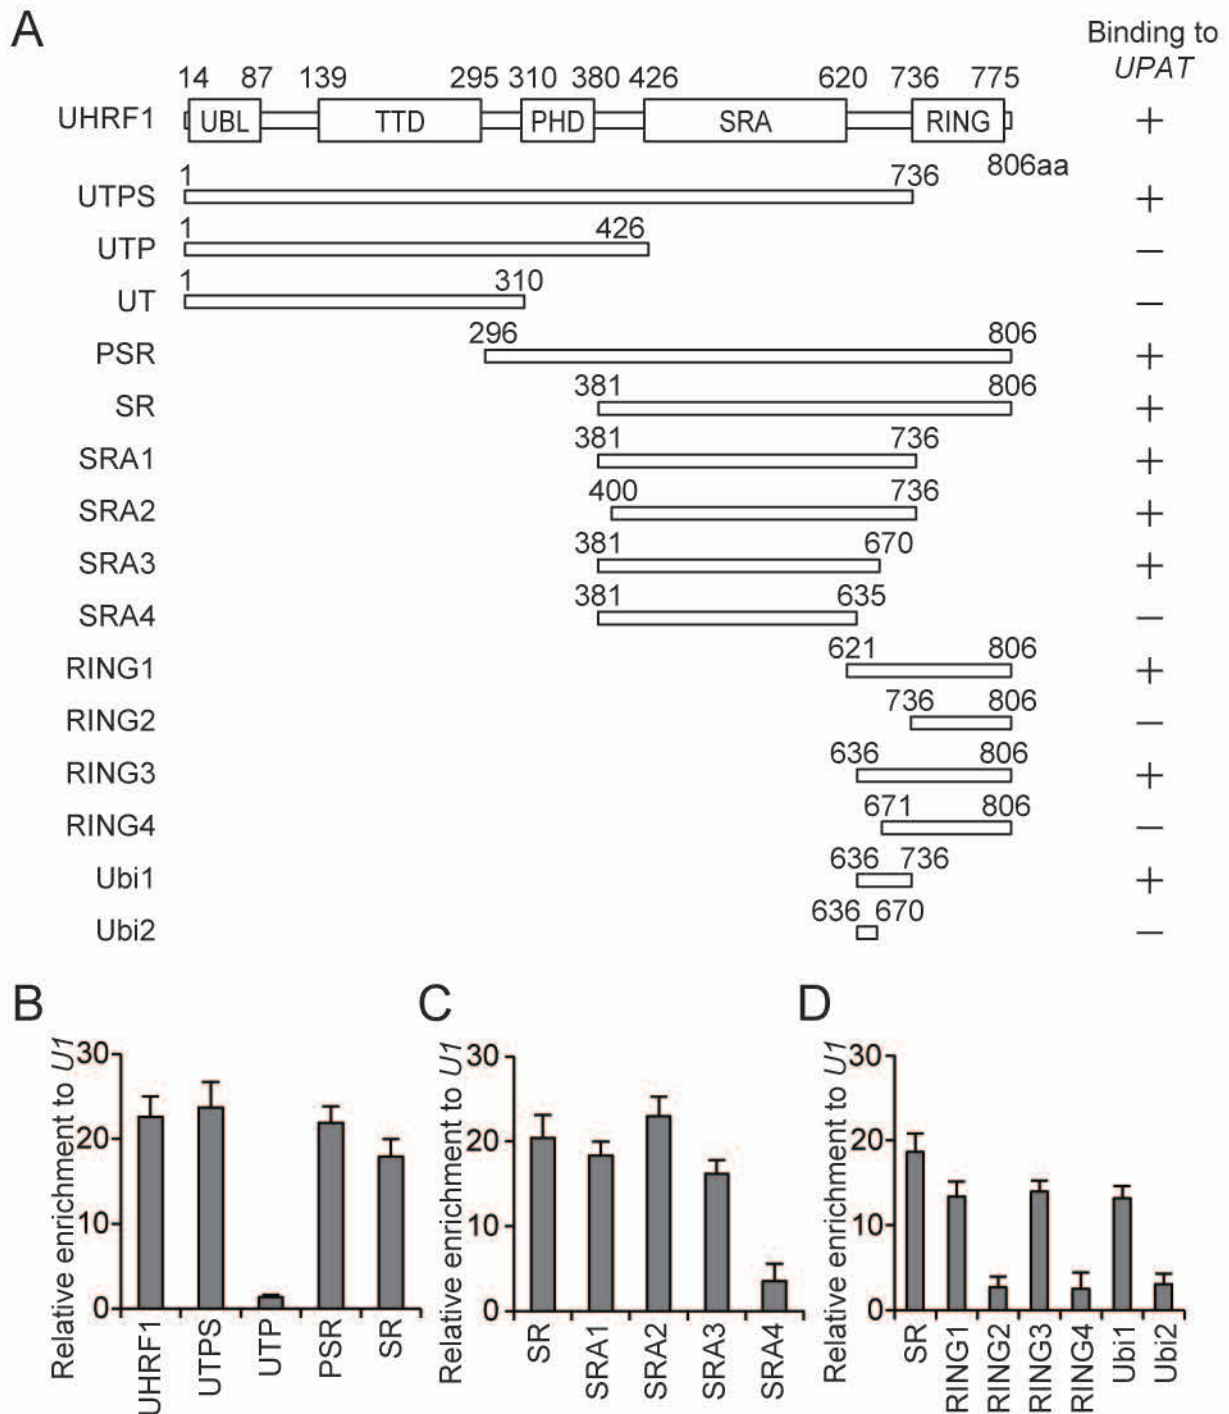 A
Binding to
UPAT
14 87 139 295 310 380 426 620 736 775
UHRF1 UBL TTD PHD SRA RING +
806aa
1 736
UTPS +
1 426
UTP −
1 310
UT −
296 806
PSR +
381 806
SR +
381 736
SRA1 +
400 736
SRA2 +
381 670
SRA3 +
381 635
SRA4 −
621 806
RING1 +
736 806
RING2 −
636 806
RING3 +
671 806
RING4 −
636 736
Ubi1 +
636 670
Ubi2 −
B
Relative enrichment to U1
30
20
10
0
UHRF1 UTPS UTP PSR SR
C
Relative enrichment to U1
30
20
10
0
SR SRA1 SRA2 SRA3 SRA4
D
Relative enrichment to U1
30
20
10
0
SR RING1 RING2 RING3 RING4 Ubi1 Ubi2